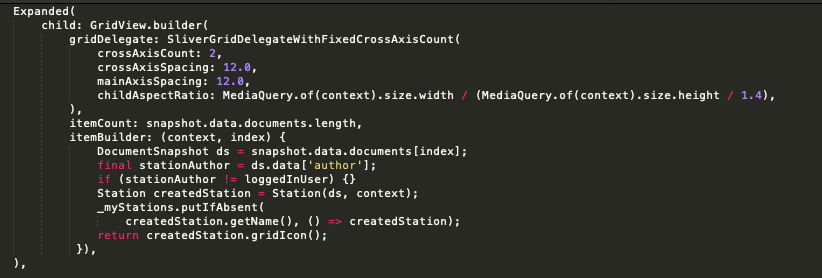 Expanded(
    child: GridView.builder(
        gridDelegate: SliverGridDelegateWithFixedCrossAxisCount(
            crossAxisCount: 2,
            crossAxisSpacing: 12.0,
            mainAxisSpacing: 12.0,
            childAspectRatio: MediaQuery.of(context).size.width / (MediaQuery.of(context).size.height / 1.4),
        ),
        itemCount: snapshot.data.documents.length,
        itemBuilder: (context, index) {
            DocumentSnapshot ds = snapshot.data.documents[index];
            final stationAuthor = ds.data['author'];
            if (stationAuthor != loggedInUser) {}
            Station createdStation = Station(ds, context);
            _myStations.putIfAbsent(
                createdStation.getName(), () => createdStation);
            return createdStation.gridIcon();
         }),
),